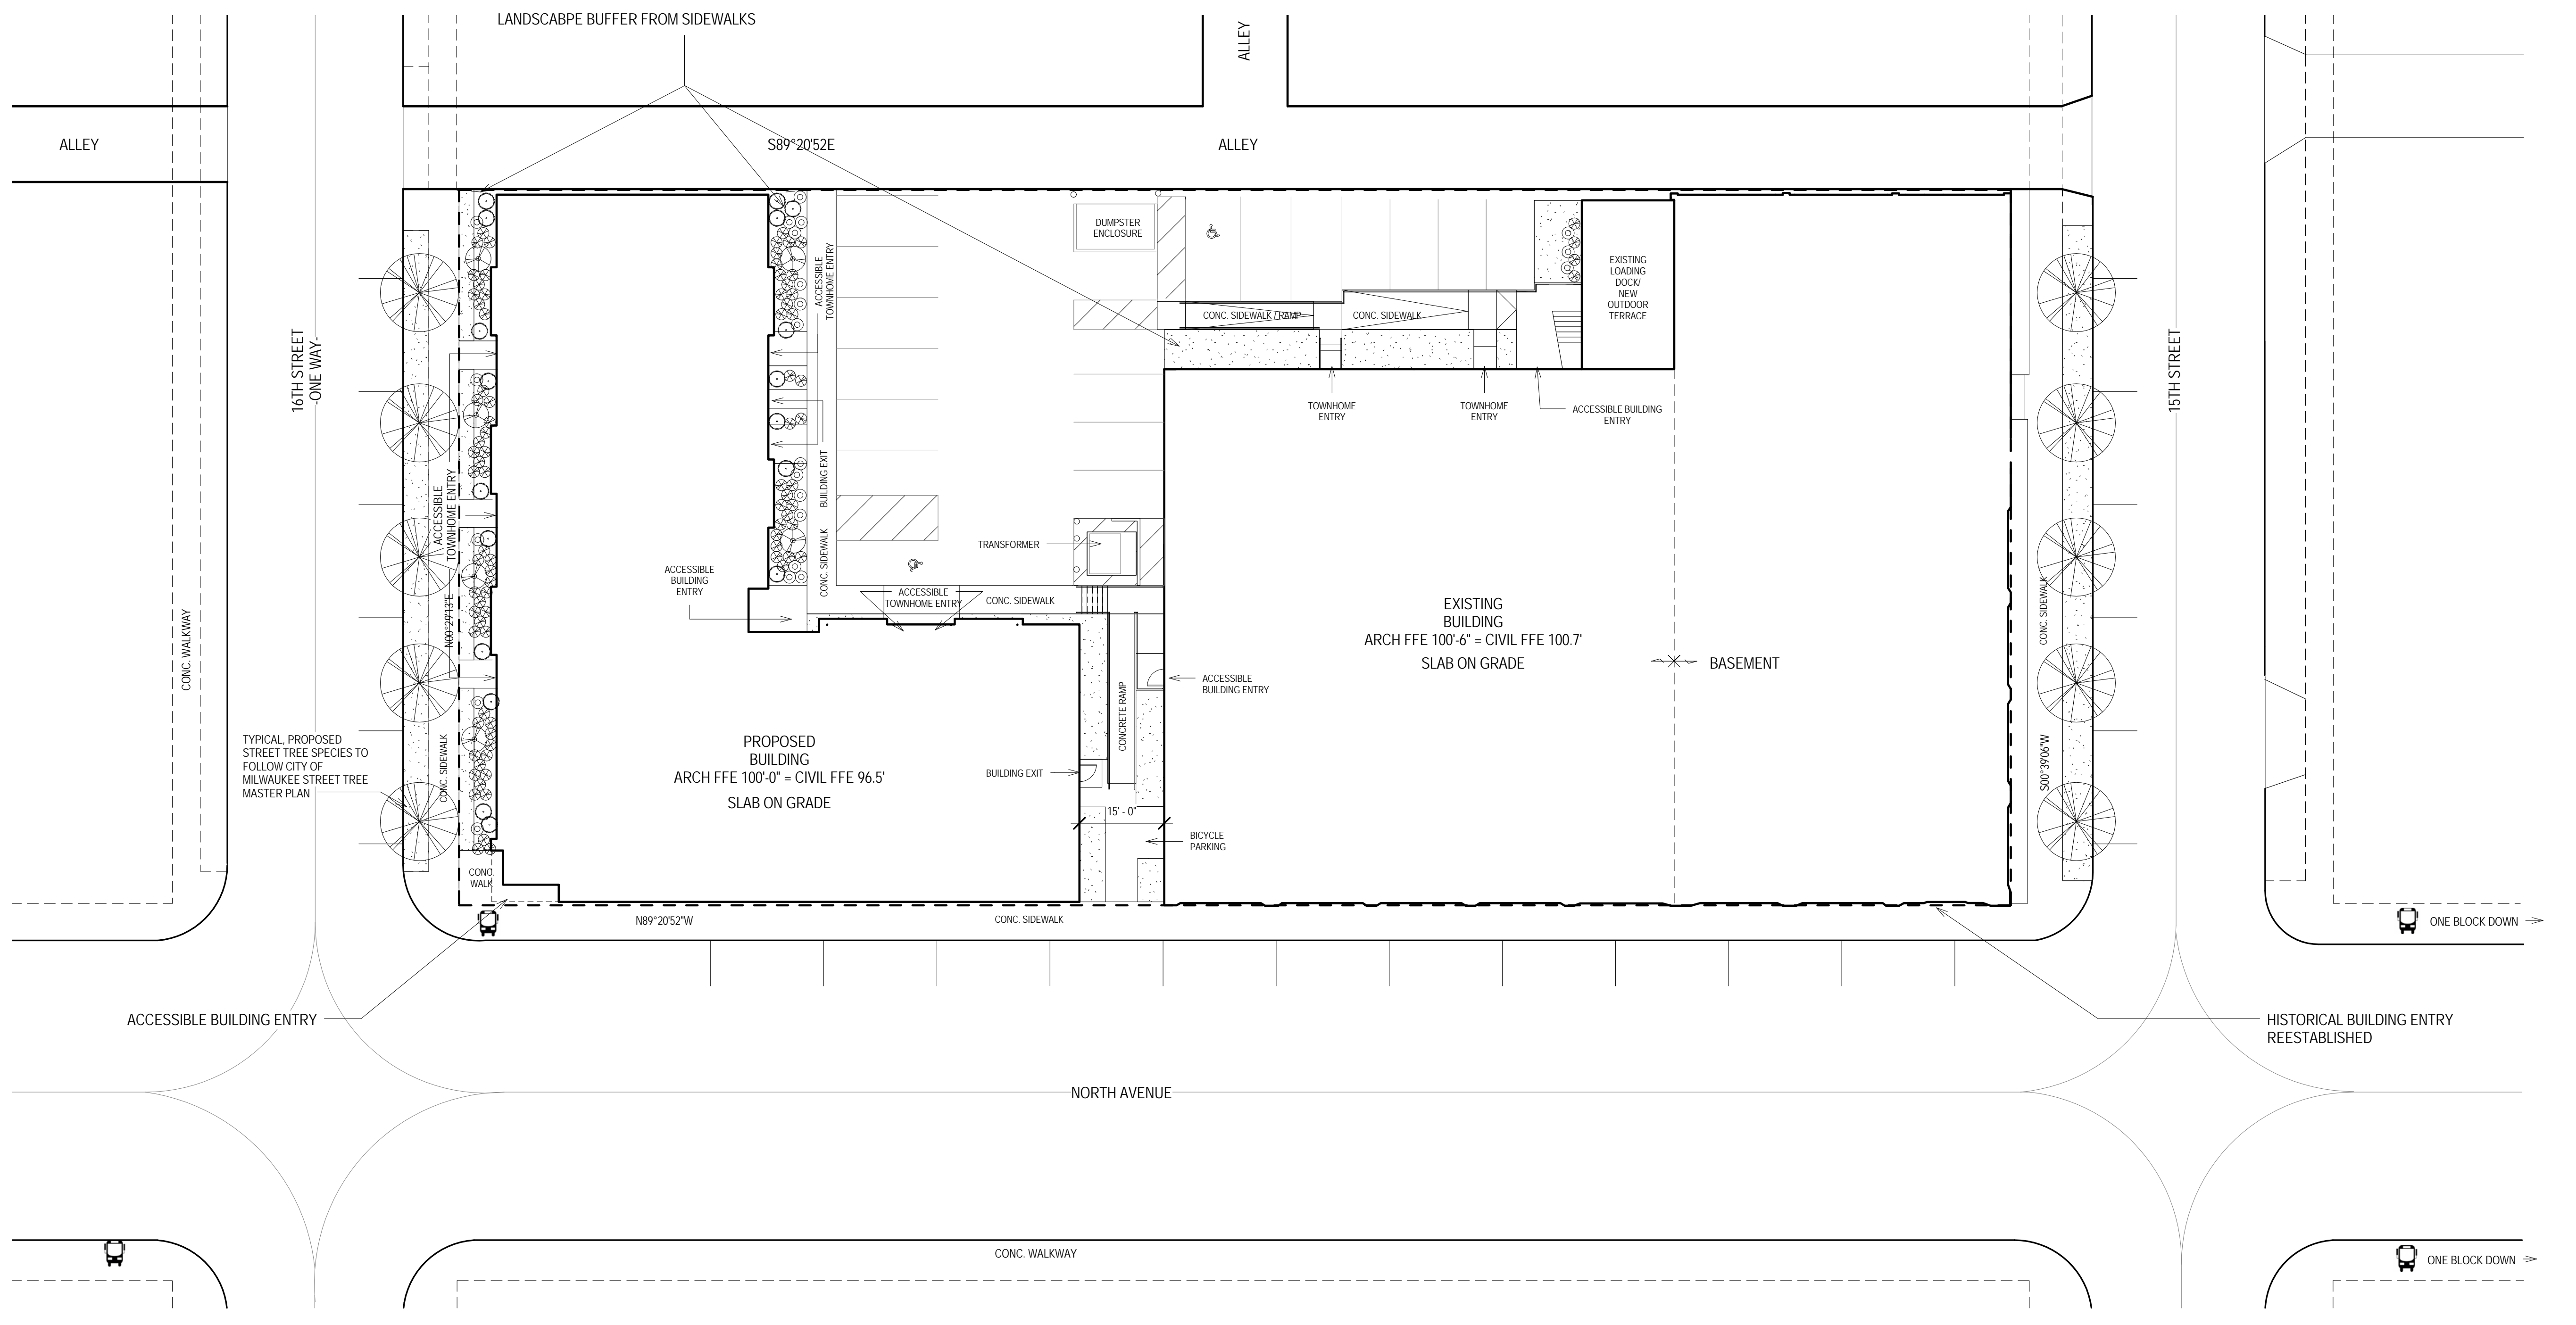 LANDSCABPE BUFFER FROM SIDEWALKS
ALLEY
ALLEY
S89°20'52E
ALLEY
DUMPSTER
ENCLOSURE
ACCESSIBLE
TOWNHOME ENTRY
EXISTING
LOADING
DOCK/
NEW
OUTDOOR
TERRACE
CONC. SIDEWALK / RAMP
CONC. SIDEWALK
16TH STREET
-ONE WAY-
15TH STREET
TOWNHOME
ENTRY
TOWNHOME
ENTRY
ACCESSIBLE BUILDING
ENTRY
BUILDING EXIT
ACCESSIBLE
TOWNHOME ENTRY
CONC. SIDEWALK
TRANSFORMER
ACCESSIBLE
BUILDING
ENTRY
ACCESSIBLE
TOWNHOME ENTRY
CONC. SIDEWALK
N00°29'13"E
CONC. WALKWAY
EXISTING
BUILDING
ARCH FFE 100'-6" = CIVIL FFE 100.7'
SLAB ON GRADE
BASEMENT
CONC. SIDEWALK
ACCESSIBLE
BUILDING ENTRY
CONCRETE RAMP
TYPICAL, PROPOSED
STREET TREE SPECIES TO
FOLLOW CITY OF
MILWAUKEE STREET TREE
MASTER PLAN
CONC. SIDEWALK
PROPOSED
BUILDING
ARCH FFE 100'-0" = CIVIL FFE 96.5'
SLAB ON GRADE
BUILDING EXIT
S00°39'06"W
15' - 0"
BICYCLE
PARKING
CONC.
WALK
N89°20'52"W
CONC. SIDEWALK
ONE BLOCK DOWN
ACCESSIBLE BUILDING ENTRY
HISTORICAL BUILDING ENTRY
REESTABLISHED
NORTH AVENUE
CONC. WALKWAY
ONE BLOCK DOWN